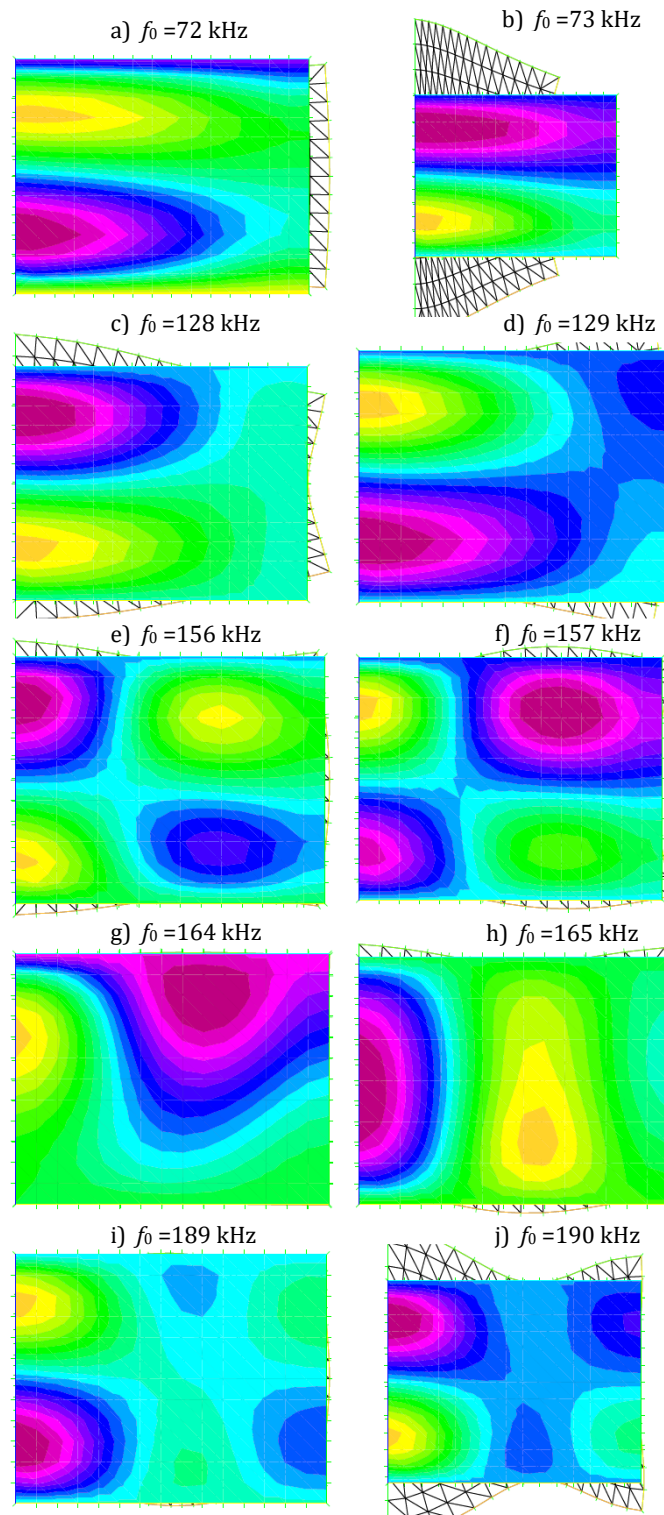 a) f₀ =72 kHz
b) f₀ =73 kHz
c) f₀ =128 kHz
d) f₀ =129 kHz
e) f₀ =156 kHz
f) f₀ =157 kHz
g) f₀ =164 kHz
h) f₀ =165 kHz
i) f₀ =189 kHz
j) f₀ =190 kHz